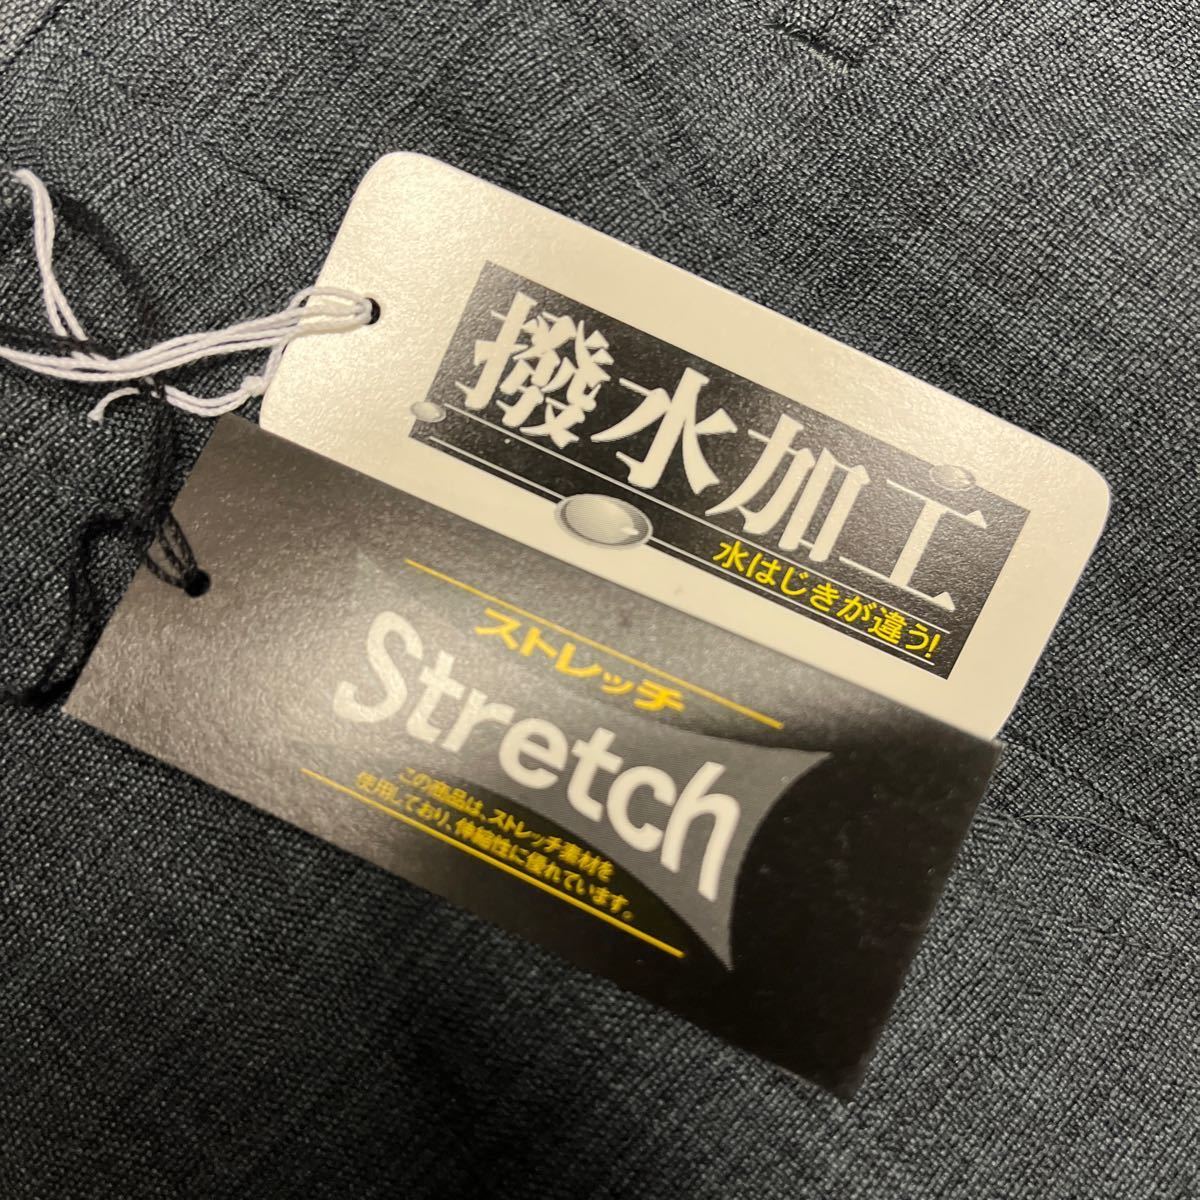 撥水加工
水はじきが違う!
ストレッチ
Stretch
この商品は、ストレッチ素材を
使用しており、伸縮性に優れています。